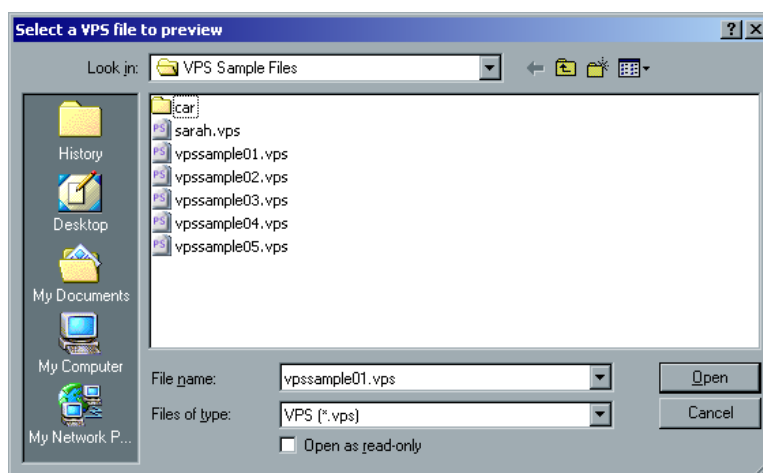 Select a VPS file to preview
Look in: VPS Sample Files
History
Desktop
My Documents
My Computer
My Network P...
car
sarah.vps
vpssample01.vps
vpssample02.vps
vpssample03.vps
vpssample04.vps
vpssample05.vps
File name: vpssample01.vps Open
Files of type: VPS (*.vps) Cancel
Open as read-only